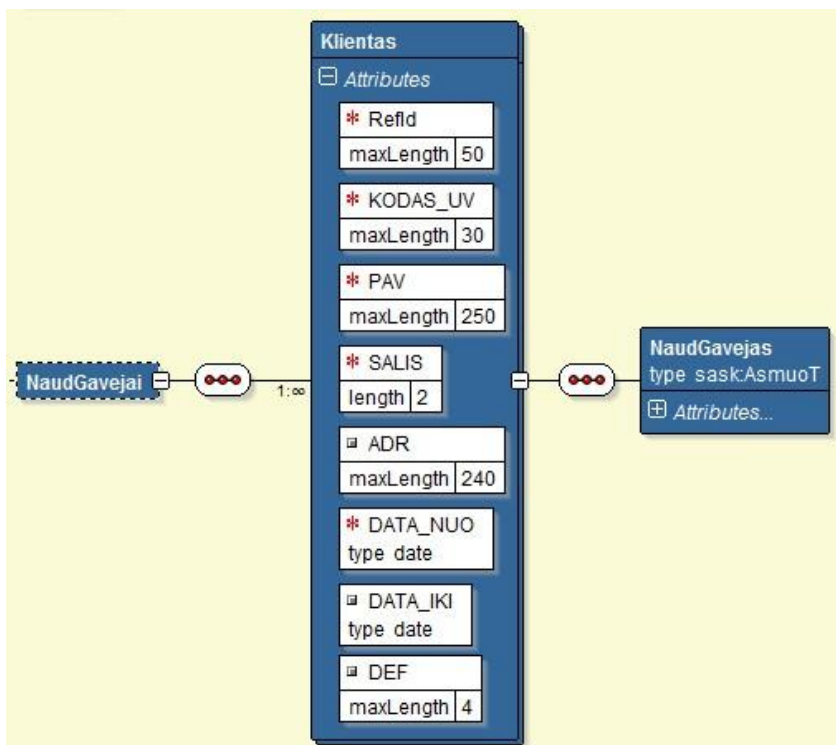 Klientas
Attributes
* RefId
maxLength 50
* KODAS_UV
maxLength 30
* PAV
maxLength 250
* SALIS
length 2
ADR
maxLength 240
* DATA_NUO
type date
DATA_IKI
type date
DEF
maxLength 4
NaudGavejai
1:∞
NaudGavejas
type sask:AsmuoT
Attributes...